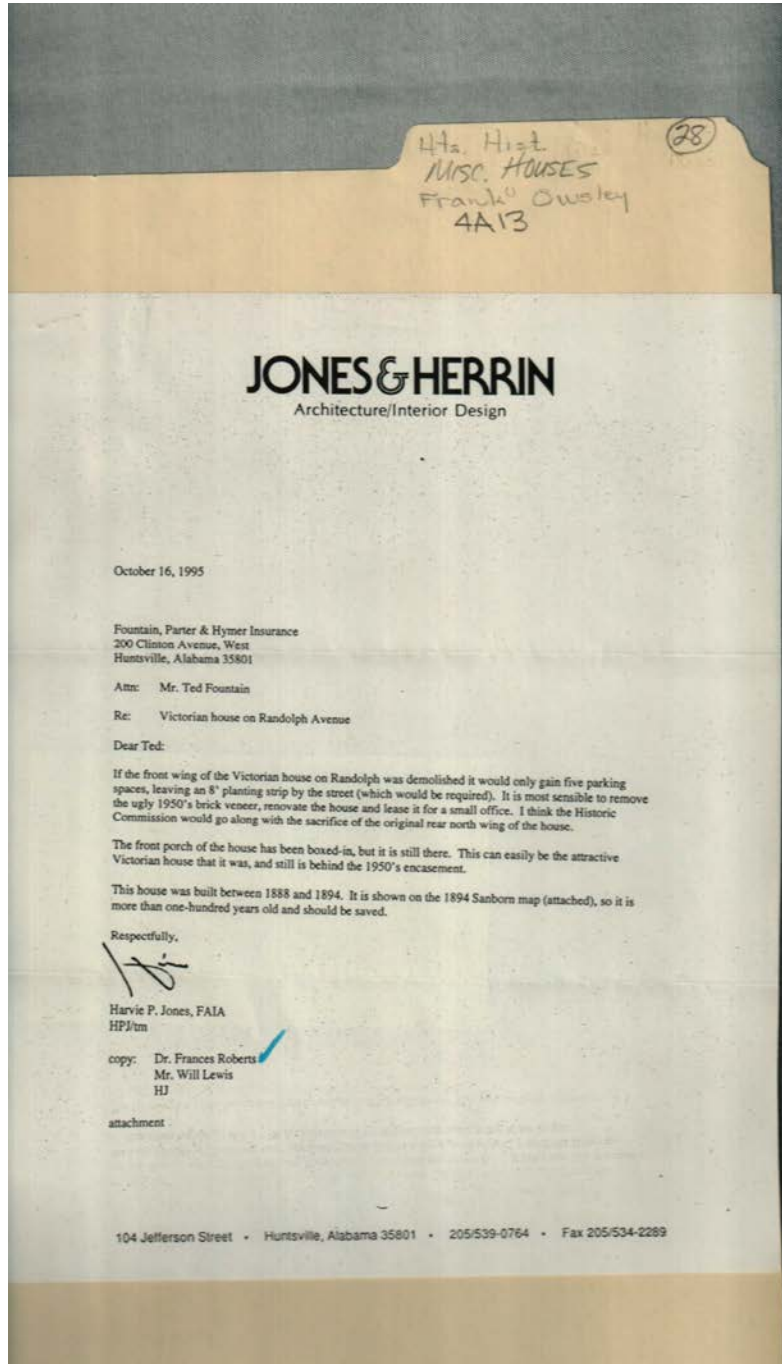 28
Hts. Hist
MISC. HOUSES
Frank Owsley
4A13
JONES & HERRIN
Architecture/Interior Design
October 16, 1995
Fountain, Parter & Hymer Insurance
200 Clinton Avenue, West
Huntsville, Alabama 35801
Attn: Mr. Ted Fountain
Re: Victorian house on Randolph Avenue
Dear Ted:
If the front wing of the Victorian house on Randolph was demolished it would only gain five parking
spaces, leaving an 8' planting strip by the street (which would be required). It is most sensible to remove
the ugly 1950's brick veneer, renovate the house and lease it for a small office. I think the Historic
Commission would go along with the sacrifice of the original rear north wing of the house.
The front porch of the house has been boxed-in, but it is still there. This can easily be the attractive
Victorian house that it was, and still is behind the 1950's encasement.
This house was built between 1888 and 1894. It is shown on the 1894 Sanborn map (attached), so it is
more than one-hundred years old and should be saved.
Respectfully,
Harvie P. Jones, FAIA
HPJ/tm
copy: Dr. Frances Roberts
Mr. Will Lewis
HJ
attachment
104 Jefferson Street • Huntsville, Alabama 35801 • 205/539-0764 • Fax 205/534-2289